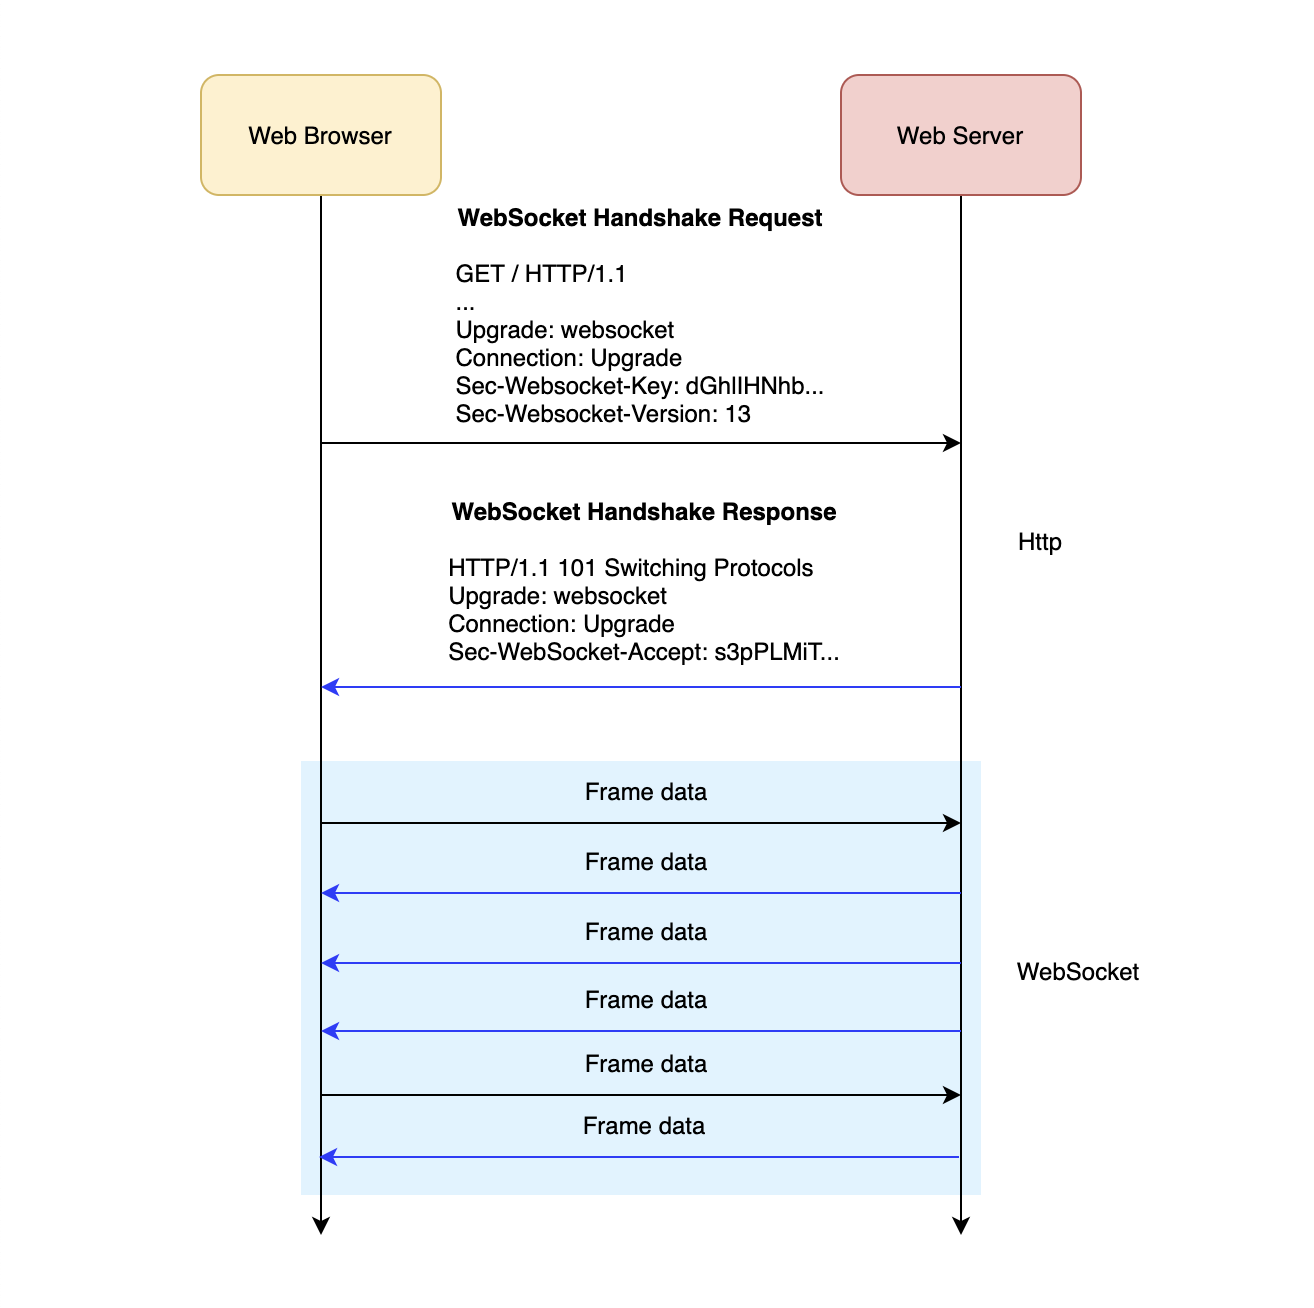 Web Browser
Web Server
WebSocket Handshake Request
GET / HTTP/1.1
...
Upgrade: websocket
Connection: Upgrade
Sec-Websocket-Key: dGhlIHNhb...
Sec-Websocket-Version: 13
WebSocket Handshake Response
Http
HTTP/1.1 101 Switching Protocols
Upgrade: websocket
Connection: Upgrade
Sec-WebSocket-Accept: s3pPLMiT...
Frame data
Frame data
Frame data
WebSocket
Frame data
Frame data
Frame data